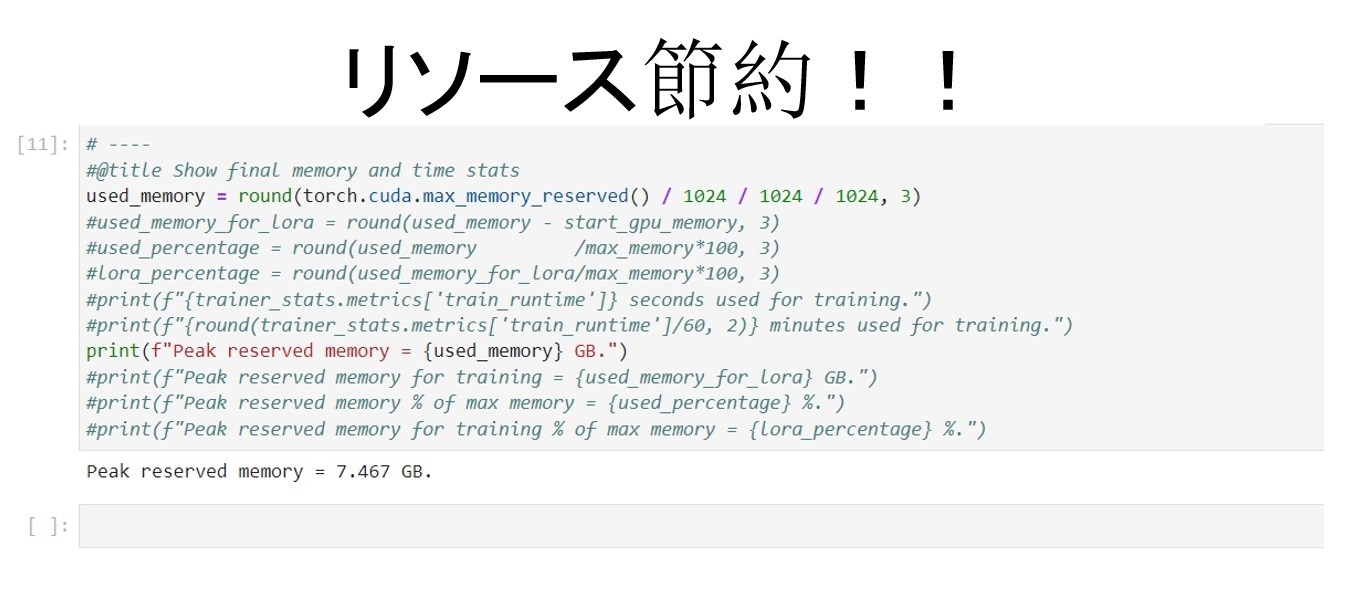 リソース節約！！
[11]:
# ----
#@title Show final memory and time stats
used_memory = round(torch.cuda.max_memory_reserved() / 1024 / 1024 / 1024, 3)
#used_memory_for_lora = round(used_memory - start_gpu_memory, 3)
#used_percentage = round(used_memory         /max_memory*100, 3)
#lora_percentage = round(used_memory_for_lora/max_memory*100, 3)
#print(f"{trainer_stats.metrics['train_runtime']} seconds used for training.")
#print(f"{round(trainer_stats.metrics['train_runtime']/60, 2)} minutes used for training.")
print(f"Peak reserved memory = {used_memory} GB.")
#print(f"Peak reserved memory for training = {used_memory_for_lora} GB.")
#print(f"Peak reserved memory % of max memory = {used_percentage} %.")
#print(f"Peak reserved memory for training % of max memory = {lora_percentage} %.")
Peak reserved memory = 7.467 GB.
[ ]: